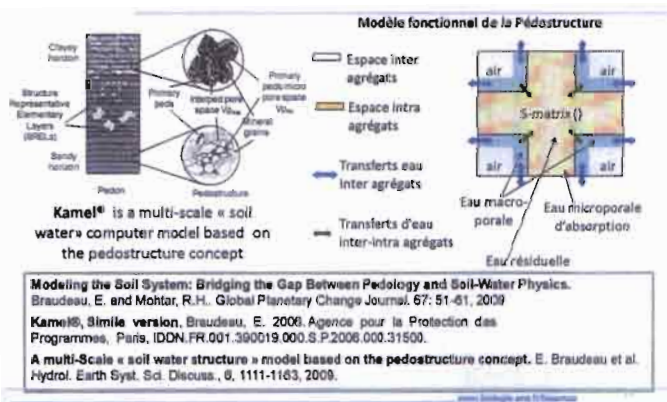 Modèle fonctionnel de la Pédostructure
Clayey
horizon
Structure
Representative
Elementary
Layers
(SRELs)
Sandy
horizon
Pedon
Primary
peds
Interped pore
space Vp
Mineral
grains
Primary
peds micro
pore space
Vp
Pedostructure
Kamel® is a multi-scale « soil
water» computer model based on
the pedostructure concept
Espace inter
agrégats
Espace intra
agrégats
Transferts eau
Inter agrégats
Transferts d'eau
inter-intra agrégats
air
air
S-matrix ()
air
air
Eau macro-
porale
Eau microporale
d'absorption
Eau résiduelle
Modeling the Soil System: Bridging the Gap Between Pedology and Soil-Water Physics.
Braudeau, E. and Mohtar, R.H. Global Planetary Change Journal. 67: 51-61, 2009
Kamel®, Simile version, Braudeau, E. 2006. Agence pour la Protection des
Programmes, Paris, IDDN.FR.001.390019.000.S.P.2006.000.31500.
A multi-Scale « soil water structure » model based on the pedostructure concept. E. Braudeau et al.
Hydrol. Earth Syst. Sci. Discuss., 6, 1111-1163, 2009.